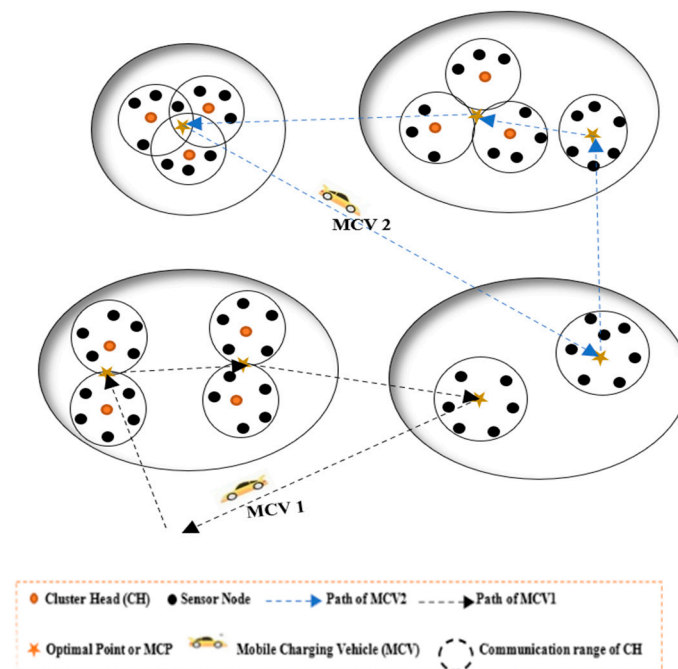 MCV 2
MCV 1
Cluster Head (CH) Sensor Node Path of MCV2 Path of MCV1
Optimal Point or MCP Mobile Charging Vehicle (MCV) Communication range of CH